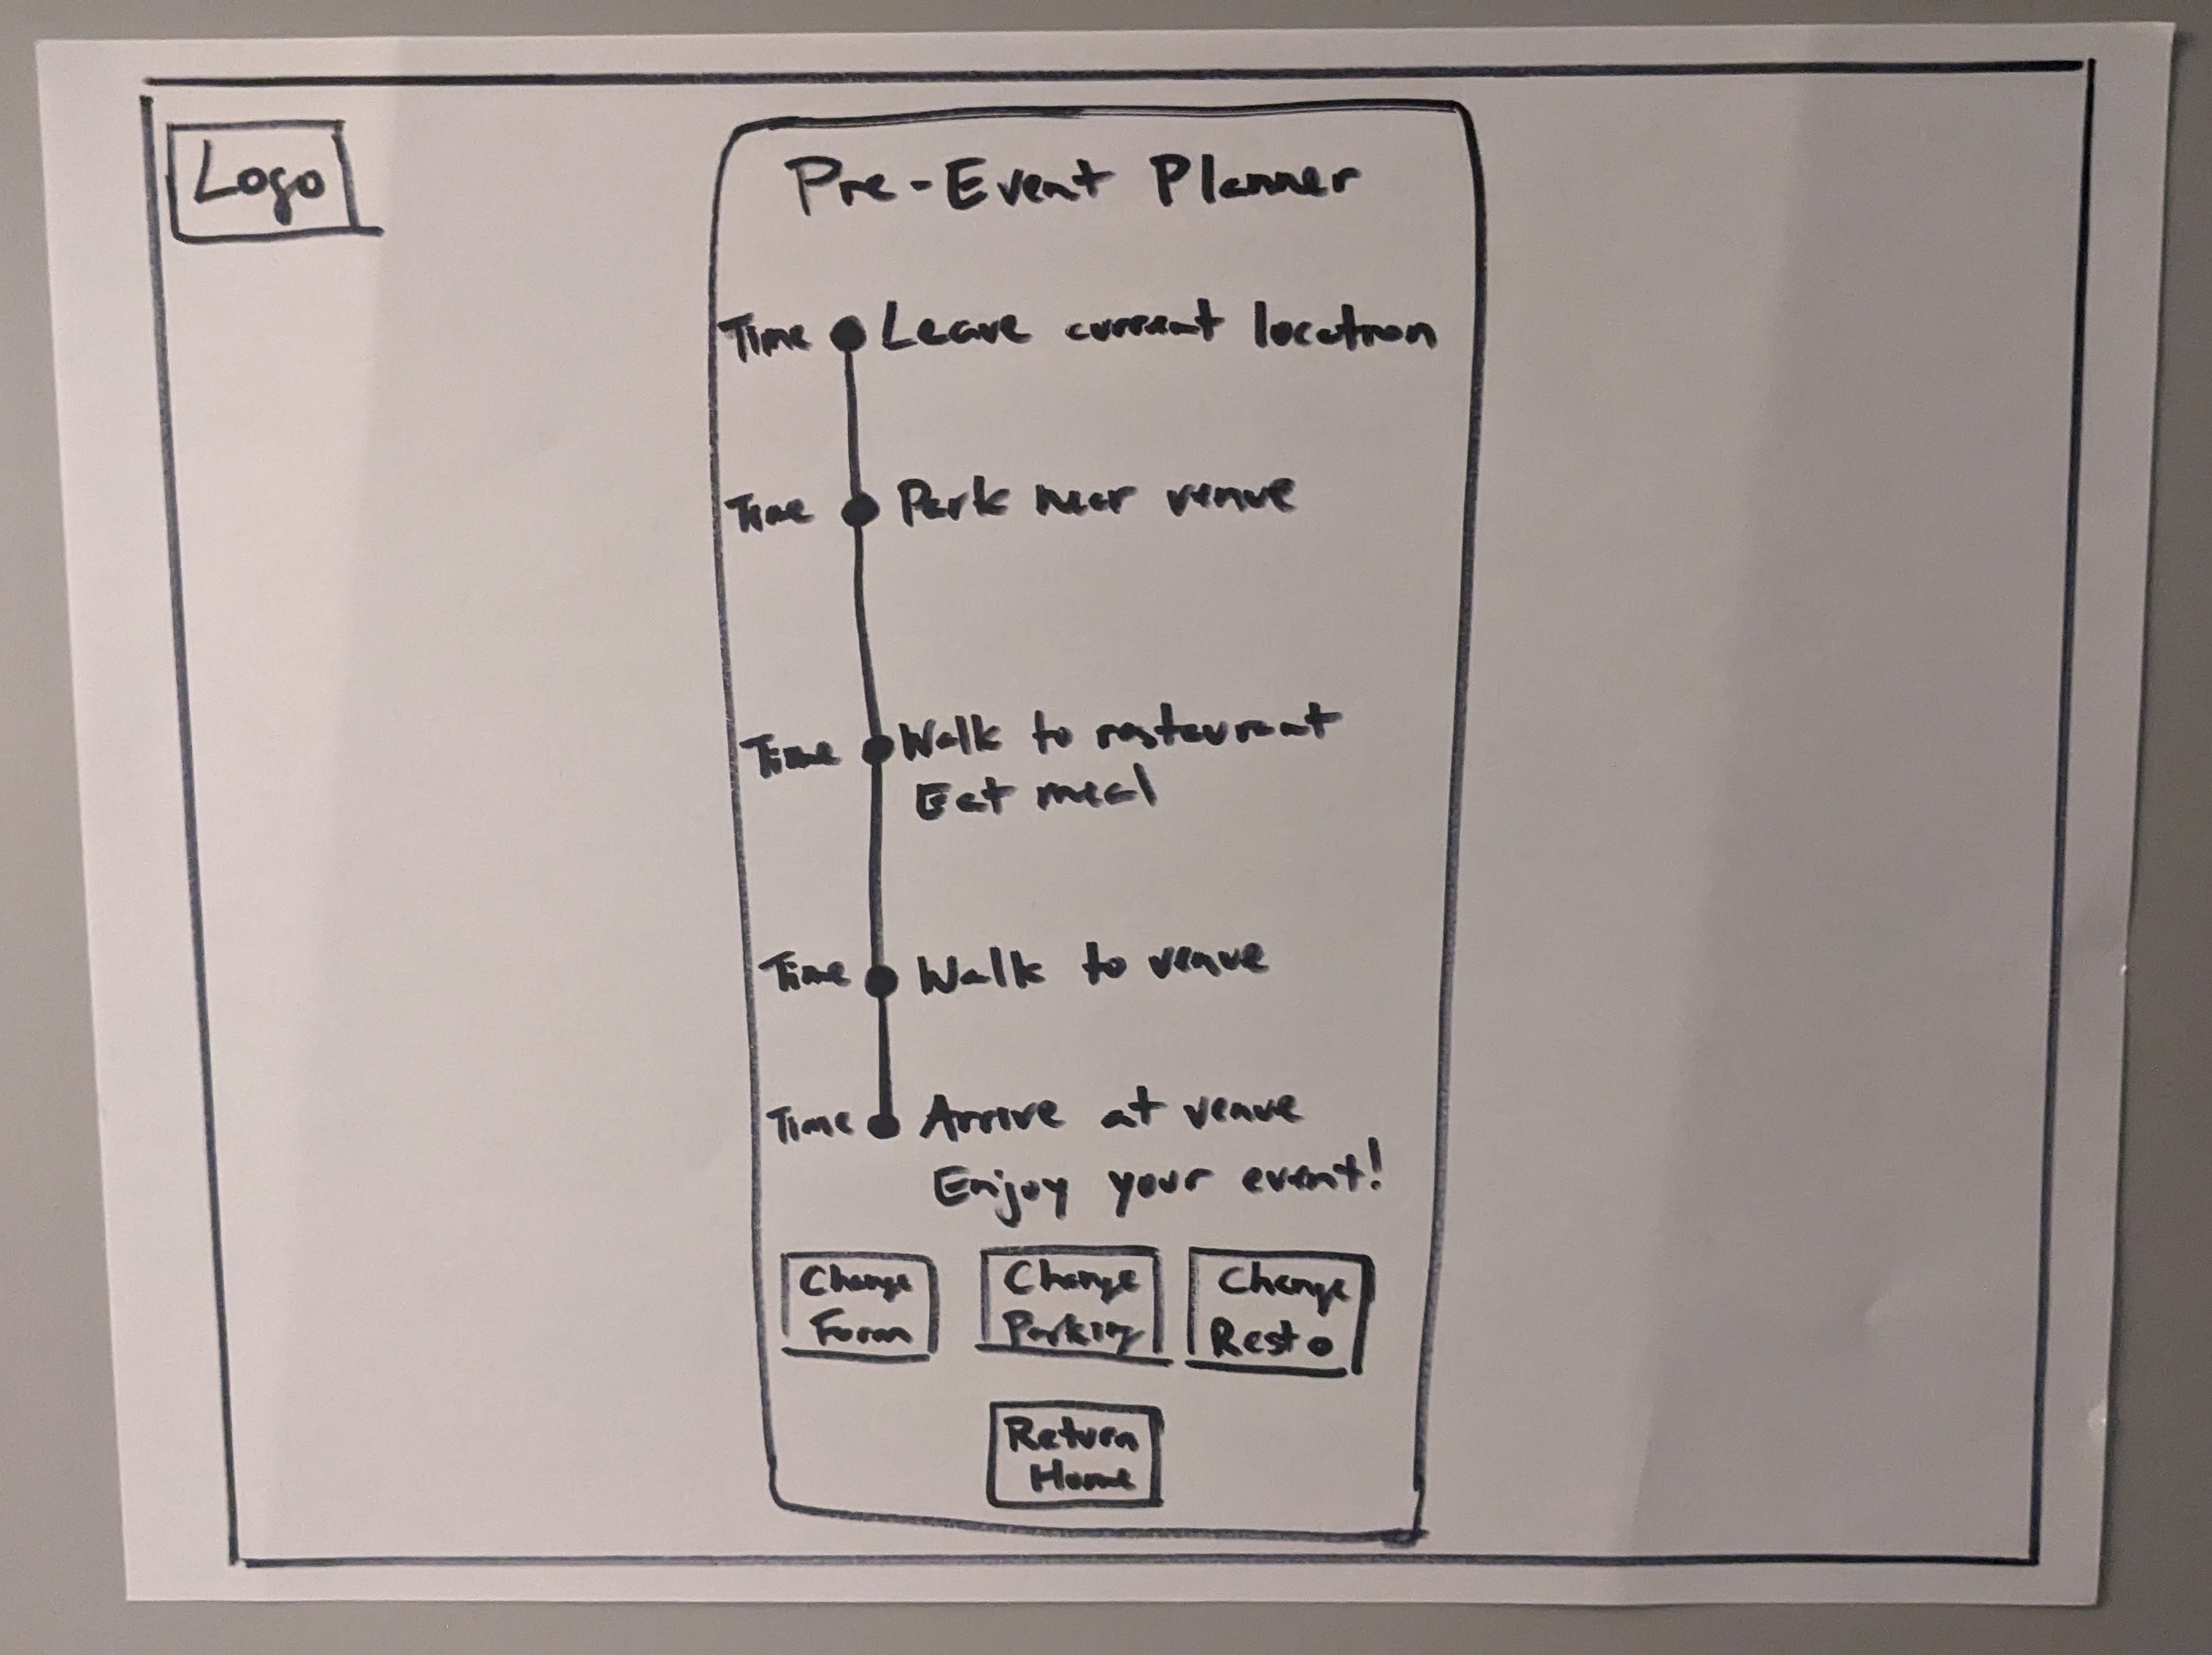 Logo
Pre-Event Planner
Time Leave current location
Time Park near venue
Time Walk to restaurant
Eat meal
Time Walk to venue
Time Arrive at venue
Enjoy your event!
Change
Form
Change
Parking
Change
Resto
Return
Home